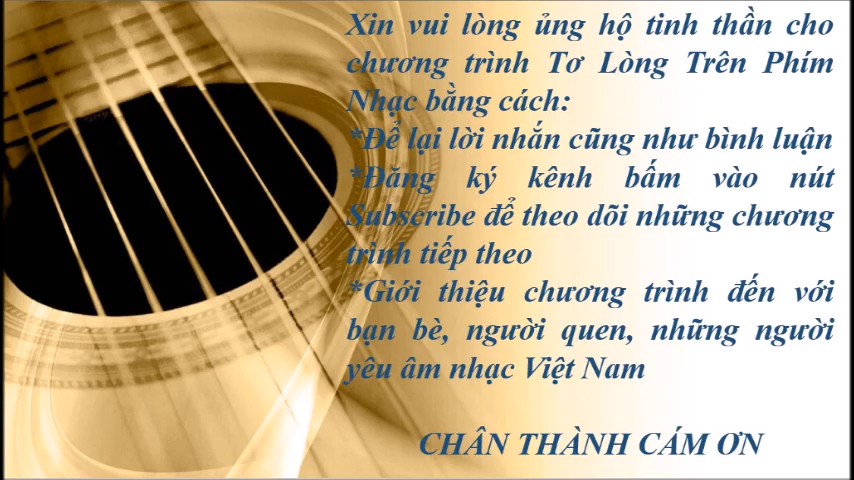 Xin vui lòng ủng hộ tinh thần cho
chương trình Tơ Lòng Trên Phím
Nhạc bằng cách:
*Để lại lời nhắn cũng như bình luận
*Đăng ký kênh bấm vào nút
Subscribe để theo dõi những chương
trình tiếp theo
*Giới thiệu chương trình đến với
bạn bè, người quen, những người
yêu âm nhạc Việt Nam
CHÂN THÀNH CÁM ƠN